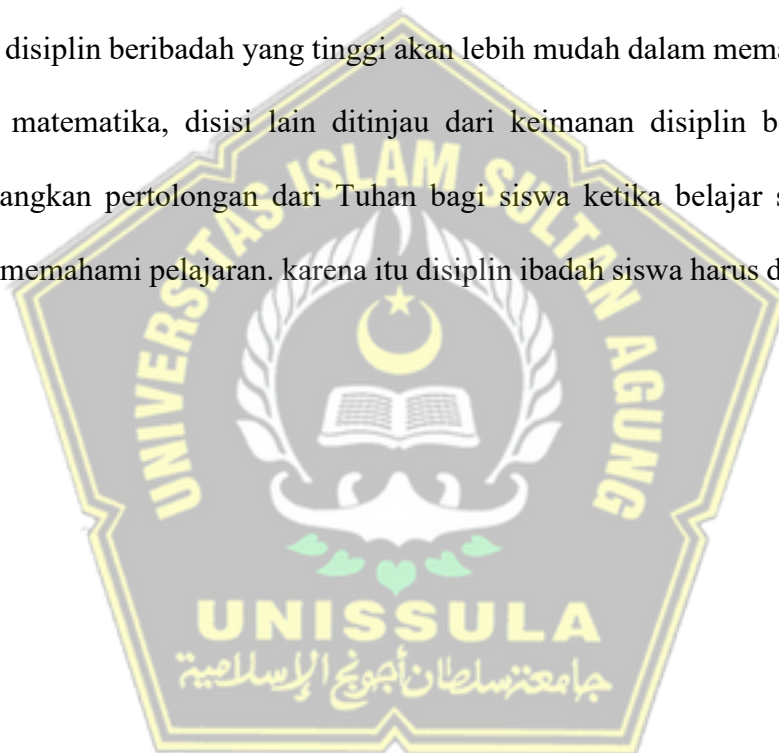 disiplin beribadah yang tinggi akan lebih mudah dalam
matematika, disisi lain ditinjau dari keimanan disiplin
pertolongan dari Tuhan bagi siswa ketika belajar
memahami pelajaran. karena itu disiplin ibadah siswa harus
UNIVERSITAS ISLAM SULTAN AGUNG
UNISSULA
جامعة سلطان أجونج الإسلامية